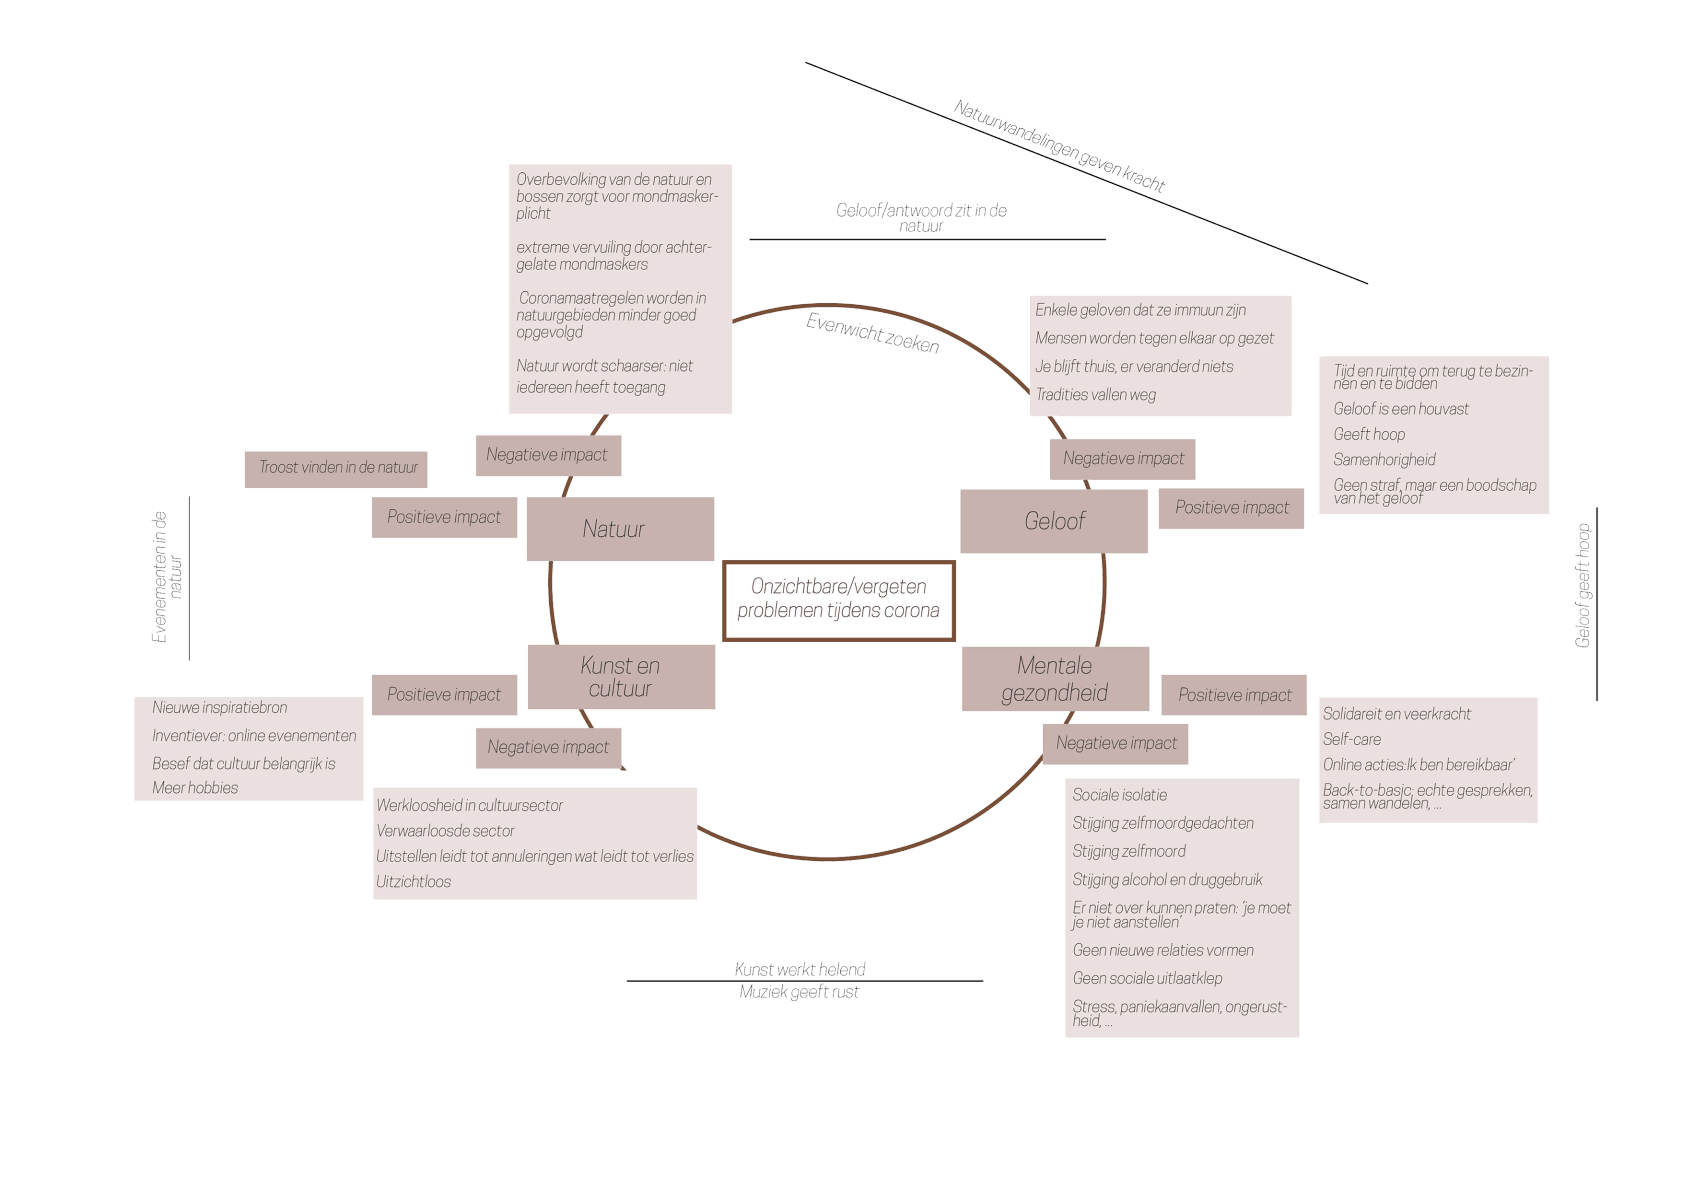 Natuurwandelingen geven kracht
Geloof/antwoord zit in de
natuur
Evenwicht zoeken
Overbevolking van de natuur en
bossen zorgt voor mondmasker-
plicht
extreme vervuiling door achter-
gelate mondmaskers
Coronamaatregelen worden in
natuurgebieden minder goed
opgevolgd
Natuur wordt schaarser: niet
iedereen heeft toegang
Negatieve impact
Troost vinden in de natuur
Positieve impact
Natuur
Enkele geloven dat ze immuun zijn
Mensen worden tegen elkaar op gezet
Je blijft thuis, er veranderd niets
Tradities vallen weg
Negatieve impact
Geloof
Positieve impact
Tijd en ruimte om terug te bezin-
nen en te bidden
Geloof is een houvast
Geeft hoop
Samenhorigheid
Geen straf, maar een boodschap
van het geloof
Evenementen in de
natuur
Onzichtbare/vergeten
problemen tijdens corona
Geloof geeft hoop
Kunst en
cultuur
Positieve impact
Negatieve impact
Nieuwe inspiratiebron
Inventiever: online evenementen
Besef dat cultuur belangrijk is
Meer hobbies
Werkloosheid in cultuursector
Verwaarloosde sector
Uitstellen leidt tot annuleringen wat leidt tot verlies
Uitzichtloos
Mentale
gezondheid
Positieve impact
Negatieve impact
Solidareit en veerkracht
Self-care
Online acties:Ik ben bereikbaar’
Back-to-basic; echte gesprekken,
samen wandelen, ...
Sociale isolatie
Stijging zelfmoordgedachten
Stijging zelfmoord
Stijging alcohol en druggebruik
Er niet over kunnen praten: ‘je moet
je niet aanstellen’
Geen nieuwe relaties vormen
Geen sociale uitlaatklep
Stress, paniekaanvallen, ongerust-
heid, ...
Kunst werkt helend
Muziek geeft rust